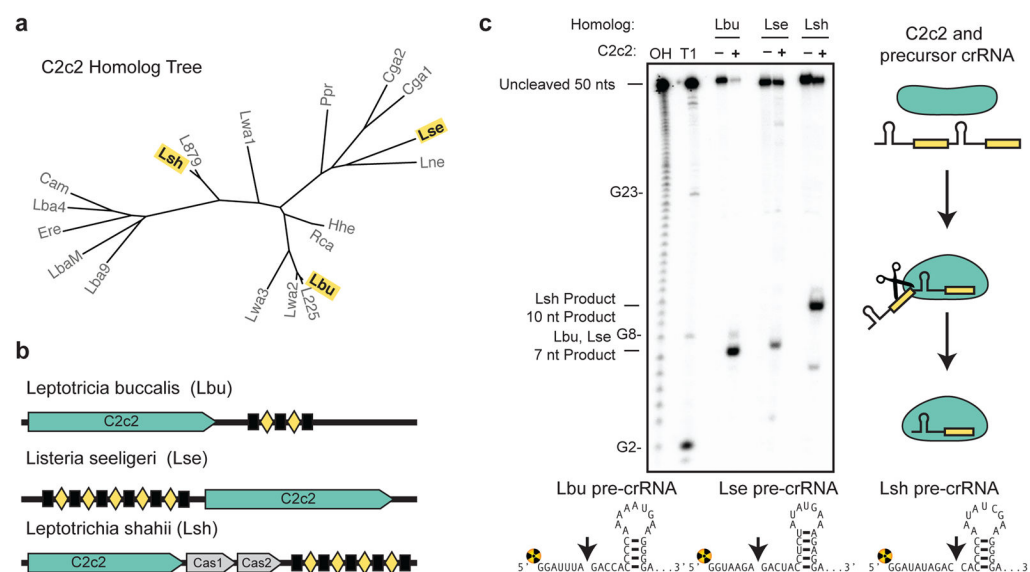 a
C2c2 Homolog Tree
Cam
Lba4
Ere
LbaM
Lba9
Lsh
L879
Lwa1
Ppr
Cga2
Cga1
Lse
Lne
Hhe
Rca
Lbu
L225
Lwa2
Lwa3
b
Leptotricia buccalis (Lbu)
C2c2
Listeria seeligeri (Lse)
C2c2
Leptotrichia shahii (Lsh)
C2c2 Cas1 Cas2
c
Homolog: Lbu Lse Lsh
C2c2: − + − + − +
OH T1
Uncleaved 50 nts
G23-
Lsh Product
10 nt Product
Lbu, Lse G8-
7 nt Product
G2-
C2c2 and
precursor crRNA
Lbu pre-crRNA
5' GGAUUUA GACCAC GA...3'
Lse pre-crRNA
5' GGUAAGA GACUAC GA...3'
Lsh pre-crRNA
5' GGAUAUAGAC CAC GA...3'